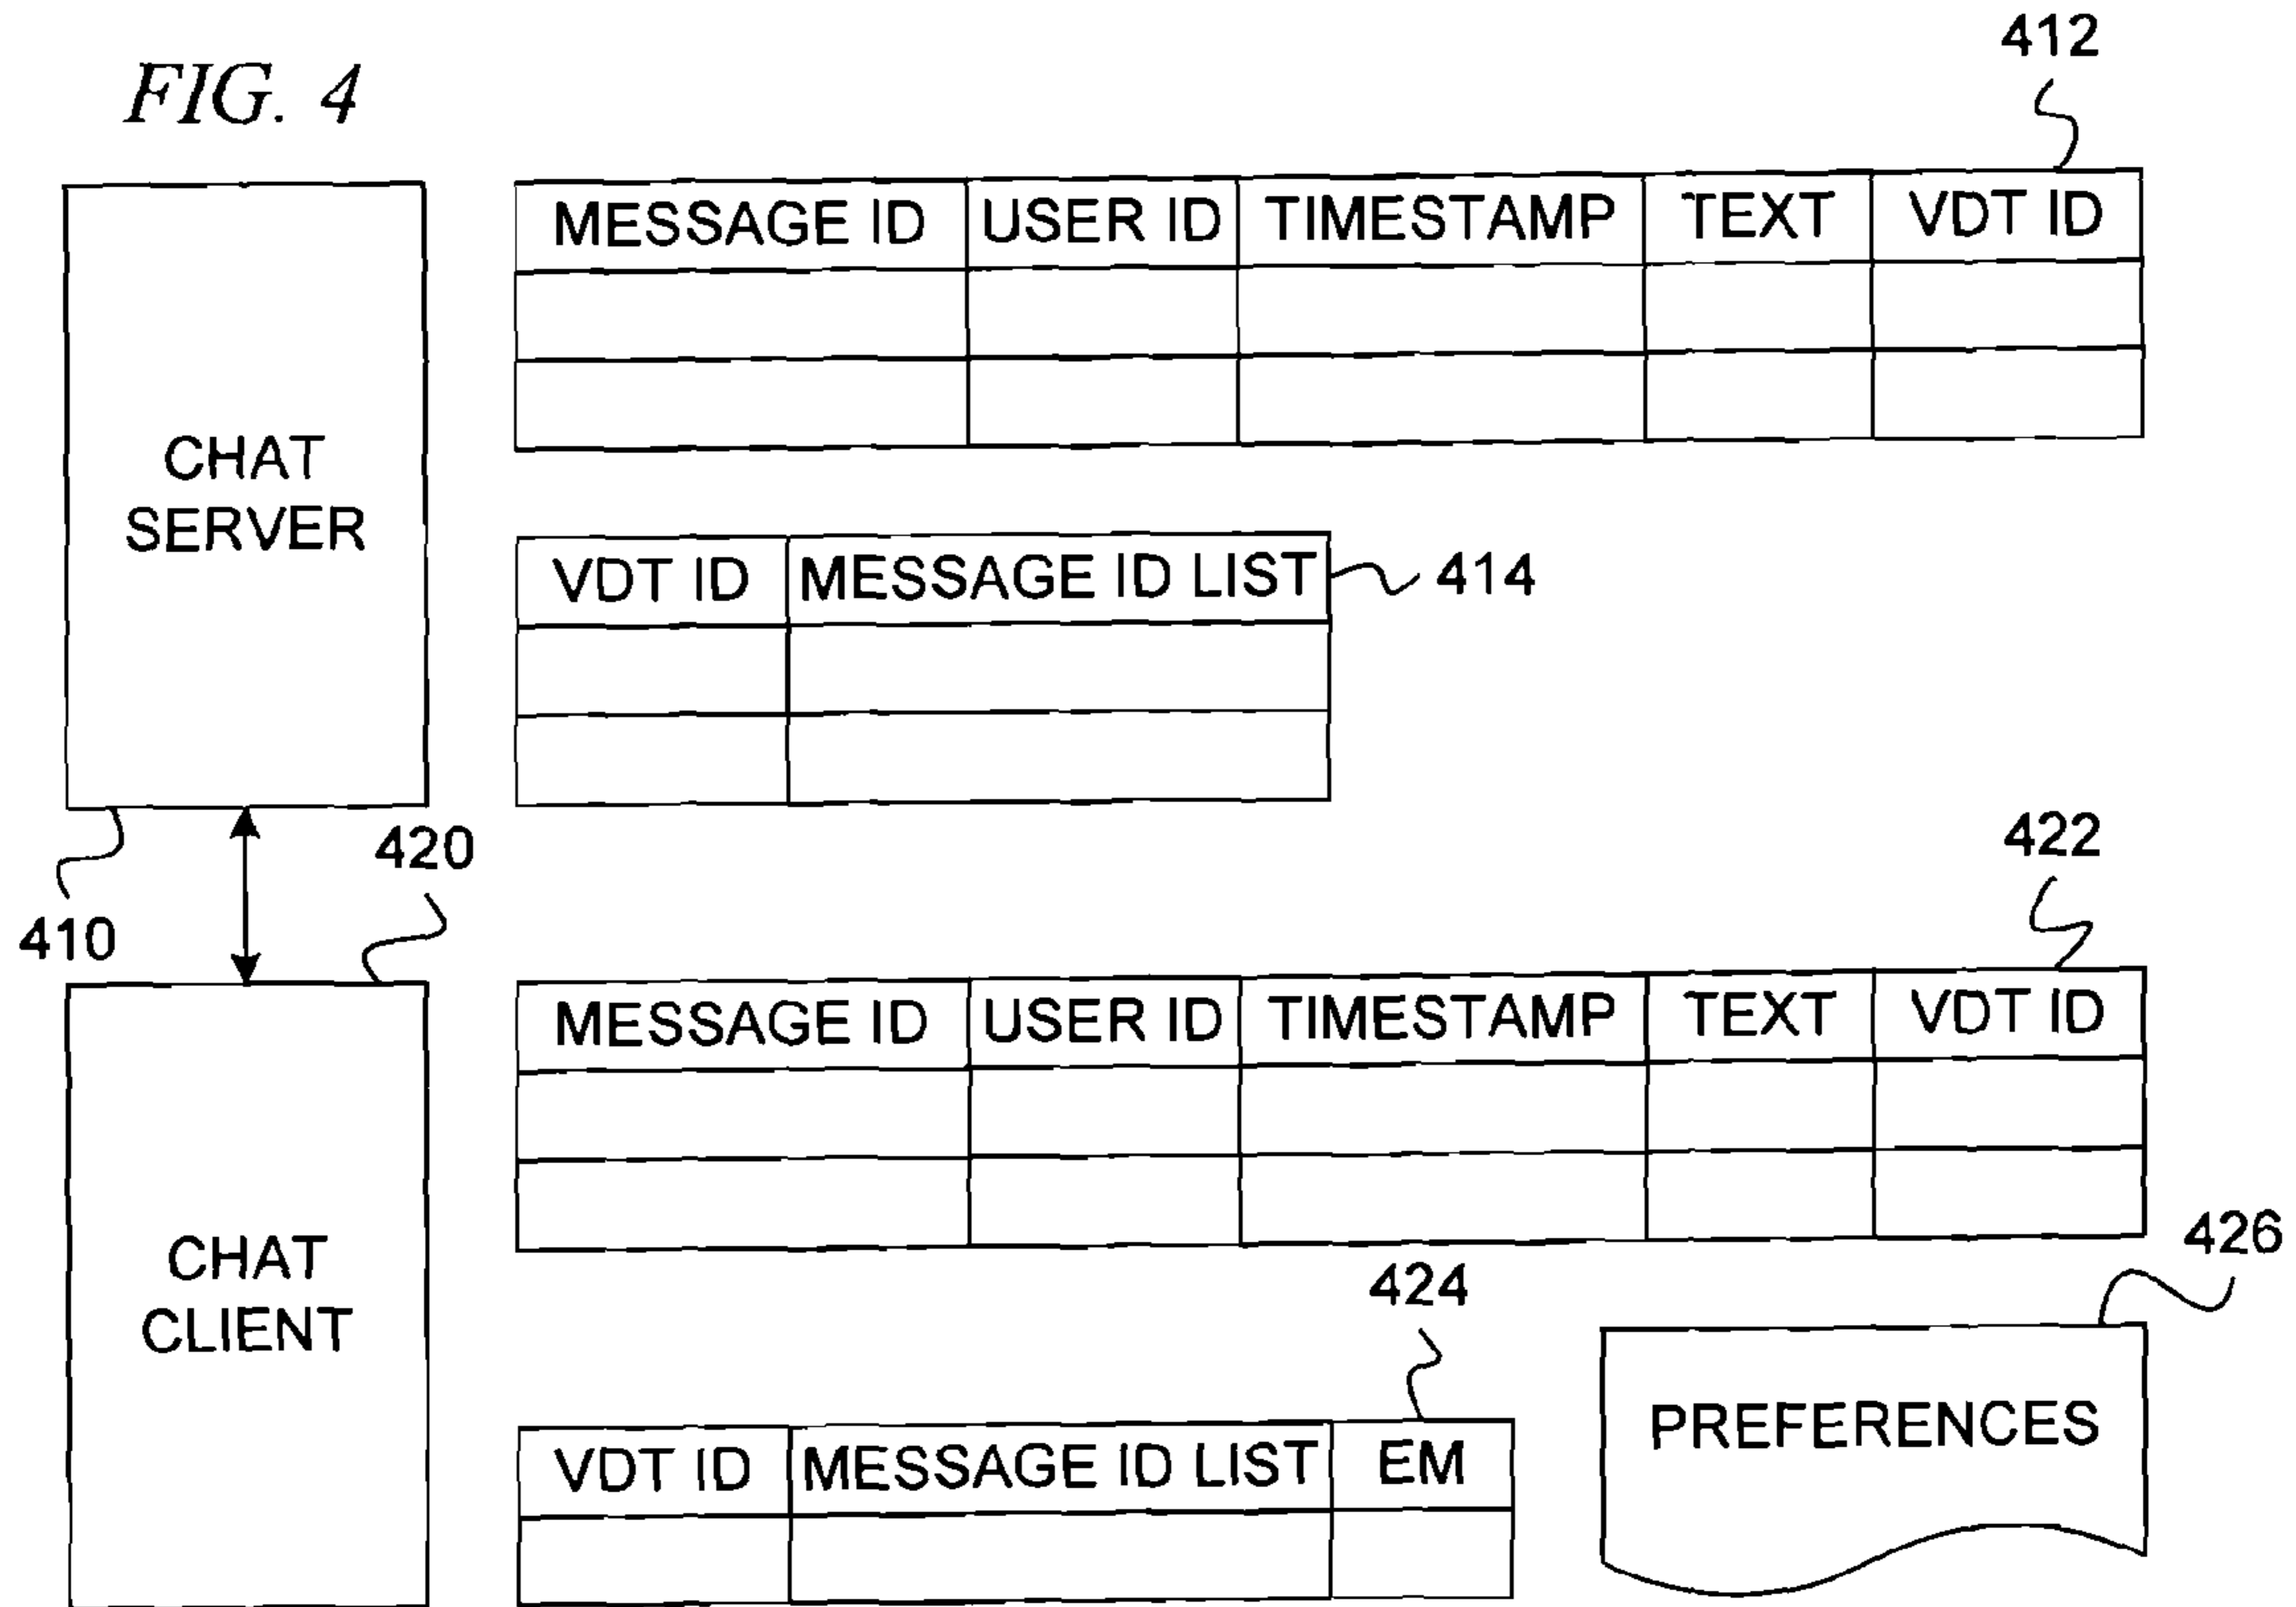 FIG. 4
412
MESSAGE ID USER ID TIMESTAMP TEXT VDT ID
CHAT
SERVER
VDT ID MESSAGE ID LIST
414
410
420
422
MESSAGE ID USER ID TIMESTAMP TEXT VDT ID
CHAT
CLIENT
424
426
VDT ID MESSAGE ID LIST EM
PREFERENCES